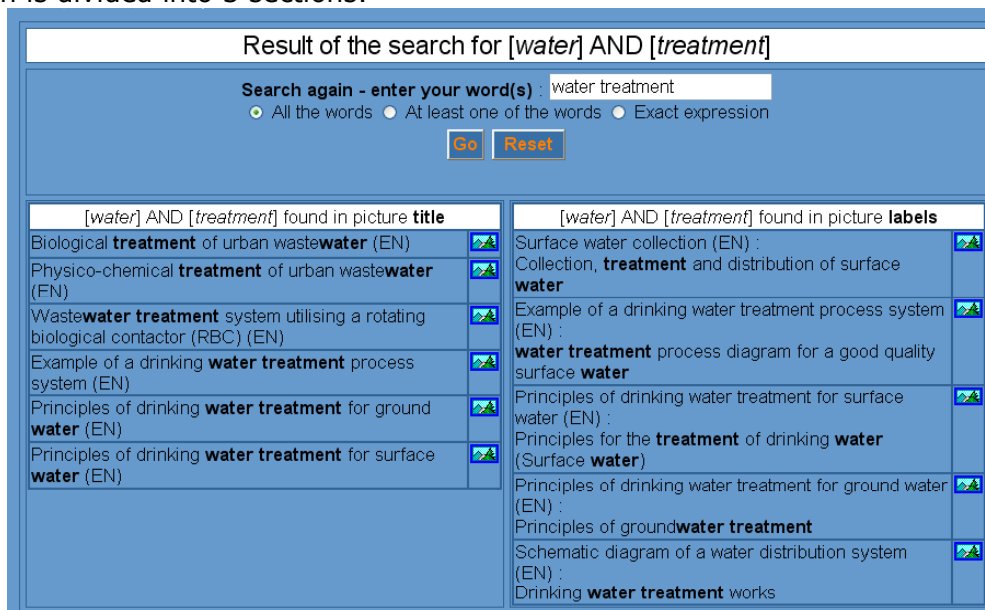 is divided into 3 sections.
Result of the search for [water] AND [treatment]
Search again - enter your word(s) : water treatment
All the words At least one of the words Exact expression
Go Reset
[water] AND [treatment] found in picture title
Biological treatment of urban wastewater (EN)
Physico-chemical treatment of urban wastewater
(EN)
Wastewater treatment system utilising a rotating
biological contactor (RBC) (EN)
Example of a drinking water treatment process
system (EN)
Principles of drinking water treatment for ground
water (EN)
Principles of drinking water treatment for surface
water (EN)
[water] AND [treatment] found in picture labels
Surface water collection (EN) :
Collection, treatment and distribution of surface
water
Example of a drinking water treatment process system
(EN) :
water treatment process diagram for a good quality
surface water
Principles of drinking water treatment for surface
water (EN) :
Principles for the treatment of drinking water
(Surface water)
Principles of drinking water treatment for ground water
(EN) :
Principles of groundwater treatment
Schematic diagram of a water distribution system
(EN) :
Drinking water treatment works